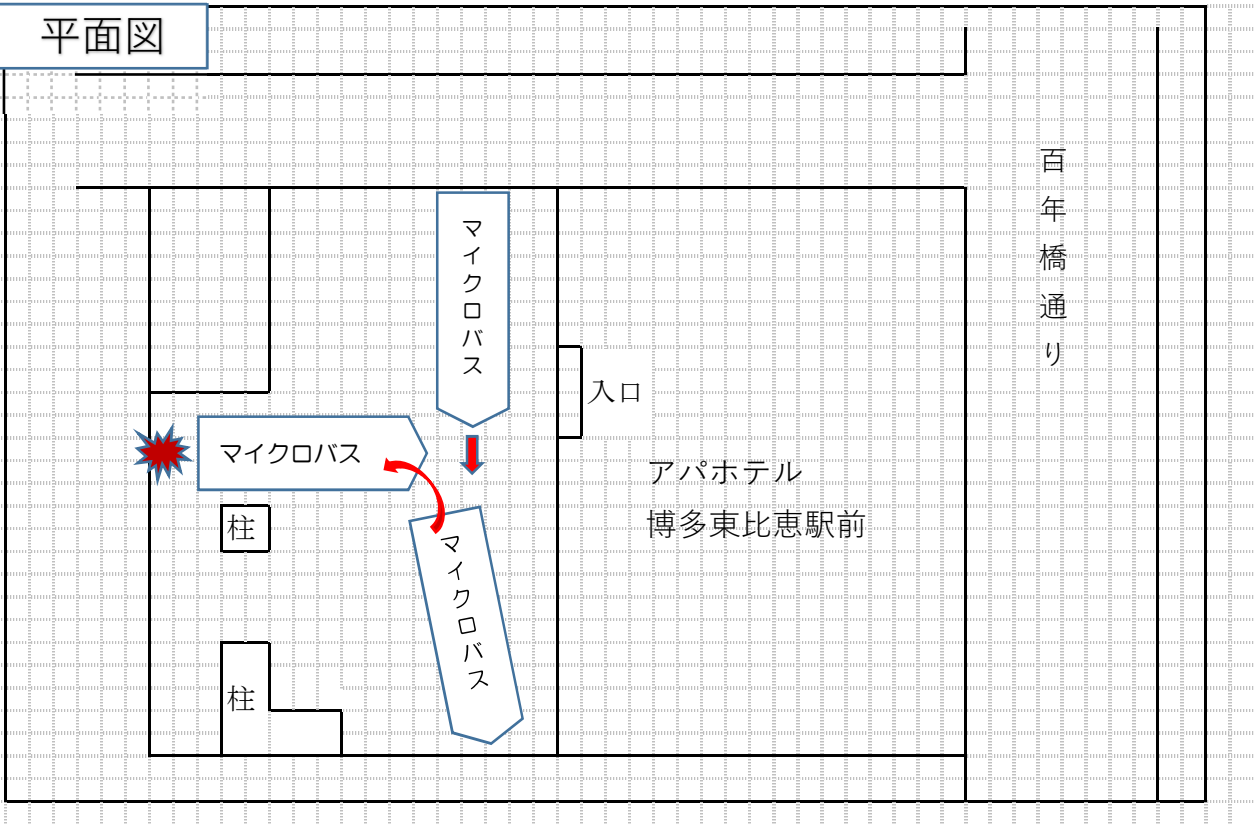 平面図
百年橋通り
マイクロバス
入口
マイクロバス
アパホテル
博多東比恵駅前
柱
マイクロバス
柱